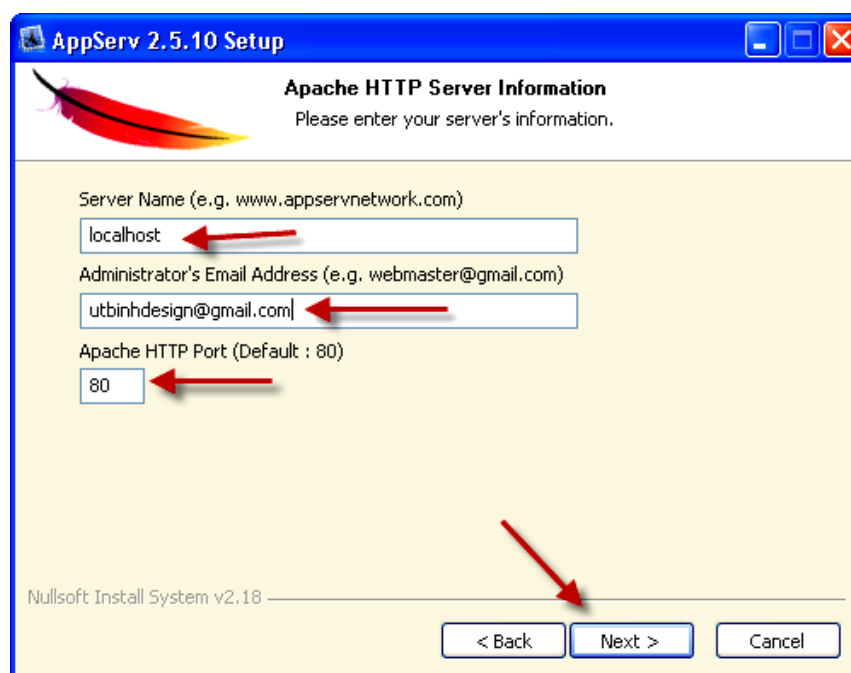 AppServ 2.5.10 Setup
Apache HTTP Server Information
Please enter your server's information.
Server Name (e.g. www.appservnetwork.com)
localhost
Administrator's Email Address (e.g. webmaster@gmail.com)
utbinhdesign@gmail.com
Apache HTTP Port (Default : 80)
80
Nullsoft Install System v2.18
< Back Next > Cancel